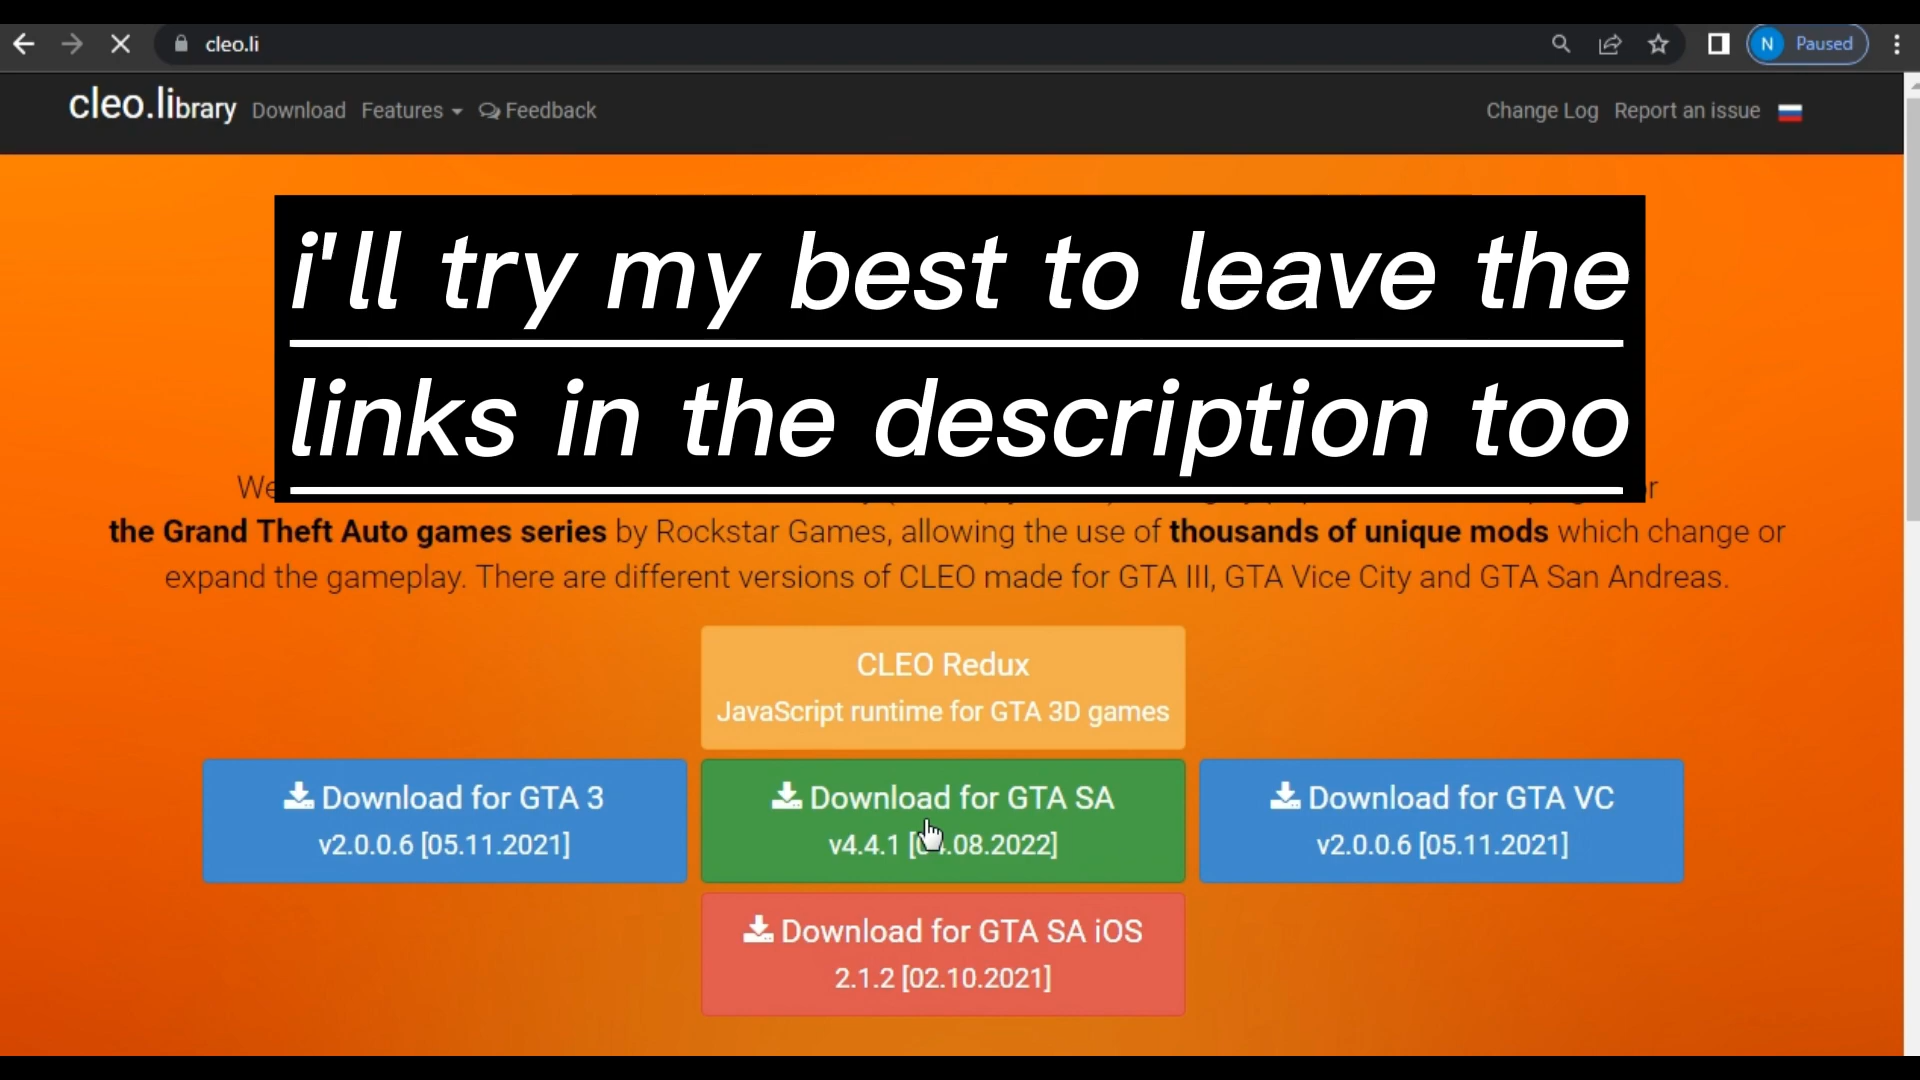 cleo.li
N Paused
cleo.library Download Features Feedback Change Log Report an issue
i'll try my best to leave the
links in the description too
the Grand Theft Auto games series by Rockstar Games, allowing the use of thousands of unique mods which change or
expand the gameplay. There are different versions of CLEO made for GTA III, GTA Vice City and GTA San Andreas.
CLEO Redux
JavaScript runtime for GTA 3D games
Download for GTA 3
v2.0.0.6 [05.11.2021]
Download for GTA SA
v4.4.1
Download for GTA VC
v2.0.0.6 [05.11.2021]
Download for GTA SA iOS
2.1.2 [02.10.2021]